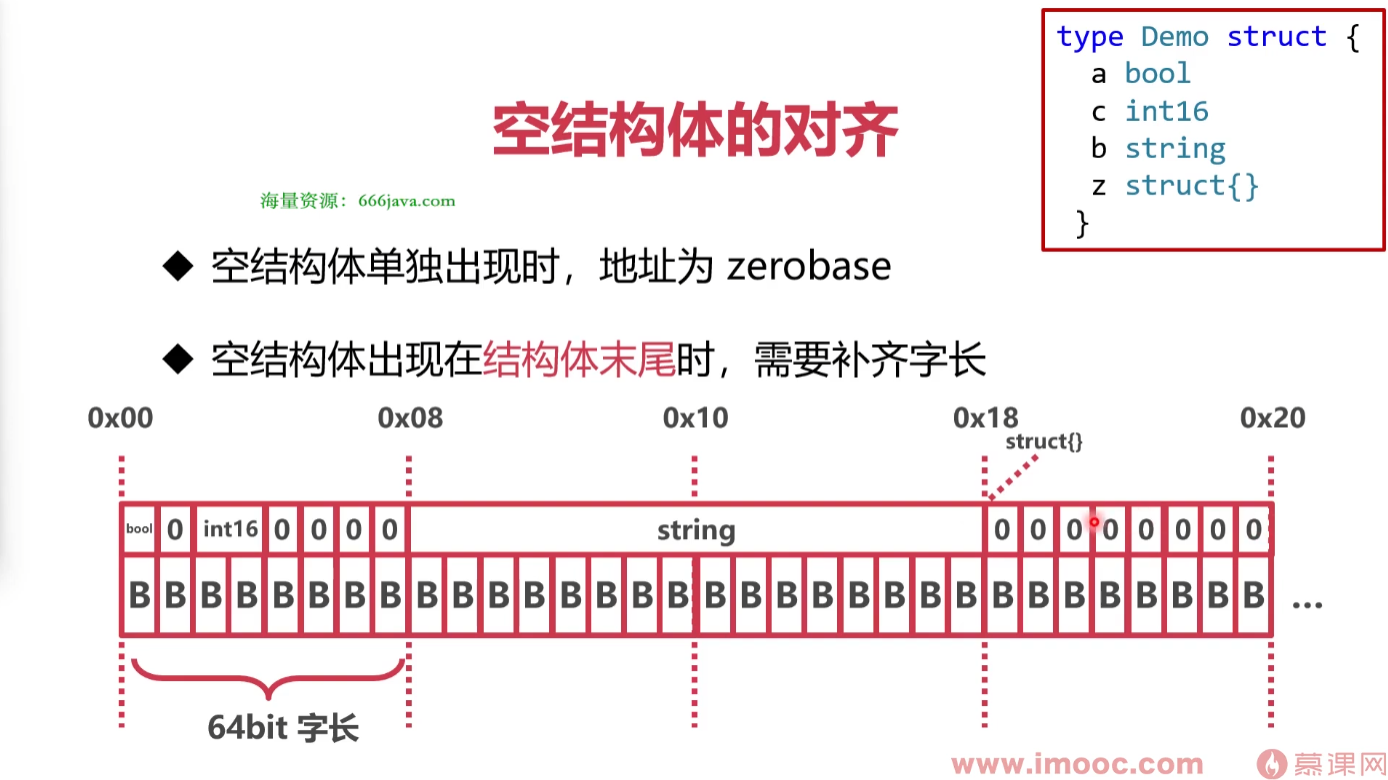 type Demo struct {
a bool
c int16
b string
z struct{}
}
空结构体的对齐
海量资源：666java.com
◆ 空结构体单独出现时，地址为 zerobase
◆ 空结构体出现在结构体末尾时，需要补齐字长
0x00 0x08 0x10 0x18 0x20
struct{}
bool 0 int16 0 0 0 0 string 0 0 0 0 0 0 0 0
B B B B B B B B B B B B B B B B B B B B B B B B B B B B B B B B ...
64bit 字长
www.imooc.com 慕课网